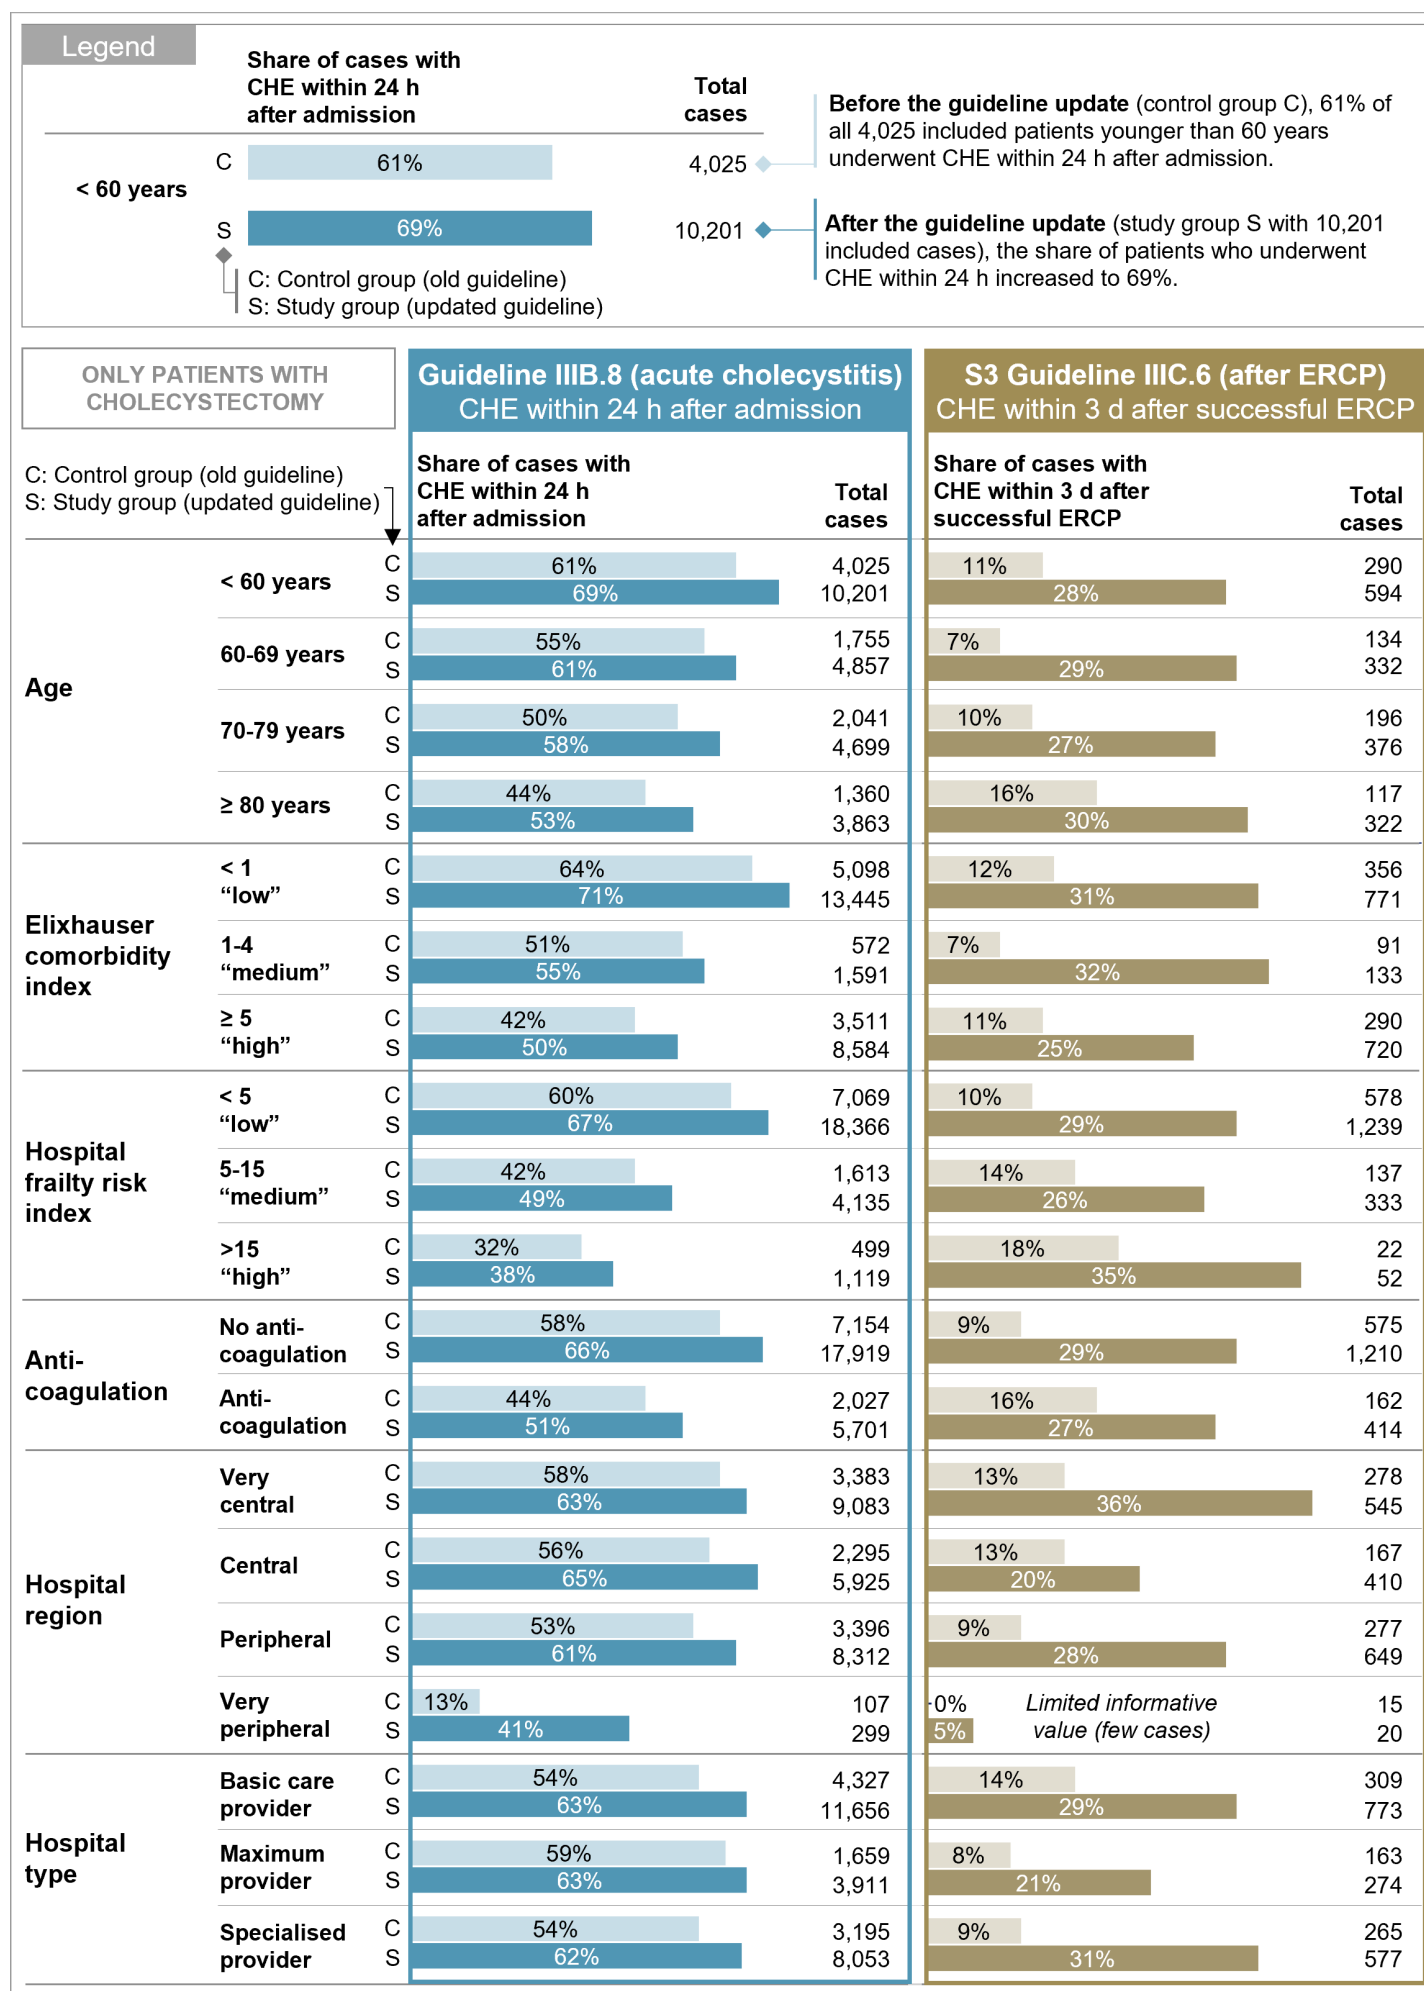 Legend
Share of cases with
CHE within 24 h
after admission
Total
cases
< 60 years
C 61% 4,025
S 69% 10,201
Before the guideline update (control group C), 61% of
all 4,025 included patients younger than 60 years
underwent CHE within 24 h after admission.
After the guideline update (study group S with 10,201
included cases), the share of patients who underwent
CHE within 24 h increased to 69%.
C: Control group (old guideline)
S: Study group (updated guideline)
ONLY PATIENTS WITH
CHOLECYSTECTOMY
Guideline IIIB.8 (acute cholecystitis)
CHE within 24 h after admission
S3 Guideline IIIC.6 (after ERCP)
CHE within 3 d after successful ERCP
C: Control group (old guideline)
S: Study group (updated guideline)
Share of cases with
CHE within 24 h
after admission
Total
cases
Share of cases with
CHE within 3 d after
successful ERCP
Total
cases
Age
< 60 years
C 61% 4,025 11% 290
S 69% 10,201 28% 594
60-69 years
C 55% 1,755 7% 134
S 61% 4,857 29% 332
70-79 years
C 50% 2,041 10% 196
S 58% 4,699 27% 376
≥ 80 years
C 44% 1,360 16% 117
S 53% 3,863 30% 322
Elixhauser
comorbidity
index
< 1
“low”
C 64% 5,098 12% 356
S 71% 13,445 31% 771
1-4
“medium”
C 51% 572 7% 91
S 55% 1,591 32% 133
≥ 5
“high”
C 42% 3,511 11% 290
S 50% 8,584 25% 720
Hospital
frailty risk
index
< 5
“low”
C 60% 7,069 10% 578
S 67% 18,366 29% 1,239
5-15
“medium”
C 42% 1,613 14% 137
S 49% 4,135 26% 333
>15
“high”
C 32% 499 18% 22
S 38% 1,119 35% 52
Anti-
coagulation
No anti-
coagulation
C 58% 7,154 9% 575
S 66% 17,919 29% 1,210
Anti-
coagulation
C 44% 2,027 16% 162
S 51% 5,701 27% 414
Hospital
region
Very
central
C 58% 3,383 13% 278
S 63% 9,083 36% 545
Central
C 56% 2,295 13% 167
S 65% 5,925 20% 410
Peripheral
C 53% 3,396 9% 277
S 61% 8,312 28% 649
Very
peripheral
C 13% 107 0% 15
S 41% 299 5% 20
Limited informative
value (few cases)
Hospital
type
Basic care
provider
C 54% 4,327 14% 309
S 63% 11,656 29% 773
Maximum
provider
C 59% 1,659 8% 163
S 63% 3,911 21% 274
Specialised
provider
C 54% 3,195 9% 265
S 62% 8,053 31% 577